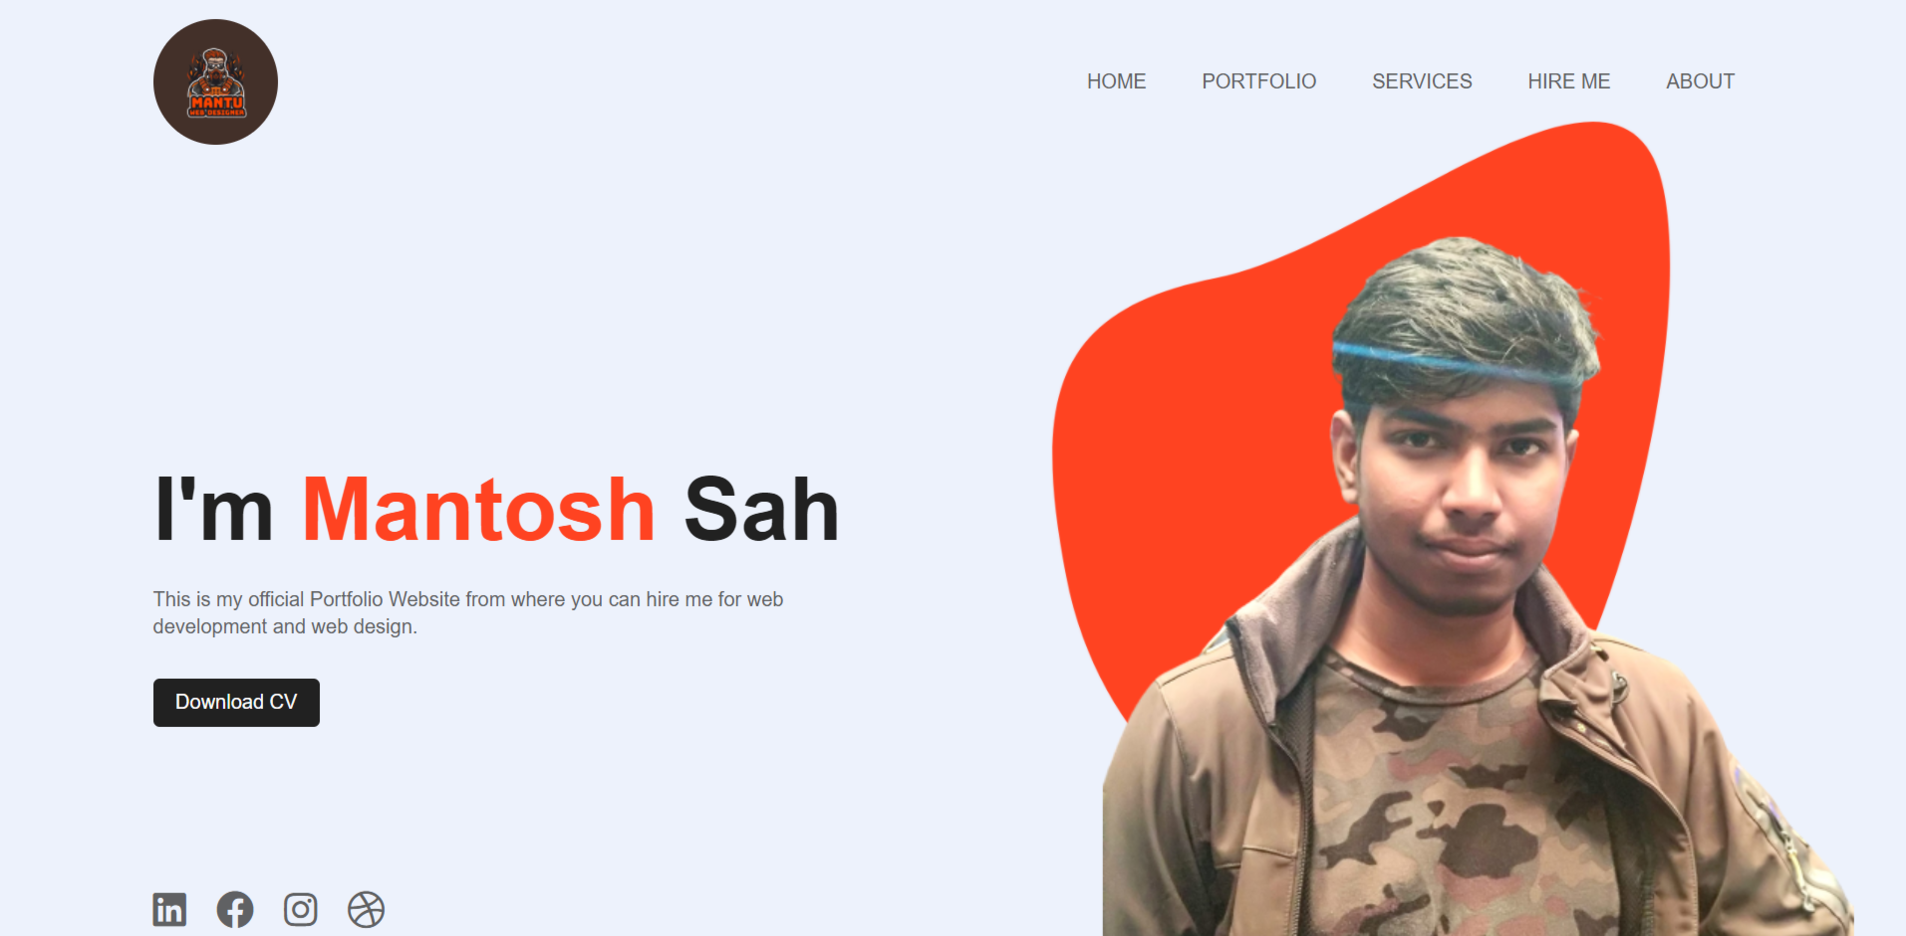 MANTU
WEB DESIGNER
HOME PORTFOLIO SERVICES HIRE ME ABOUT
I'm Mantosh Sah
This is my official Portfolio Website from where you can hire me for web
development and web design.
Download CV
in